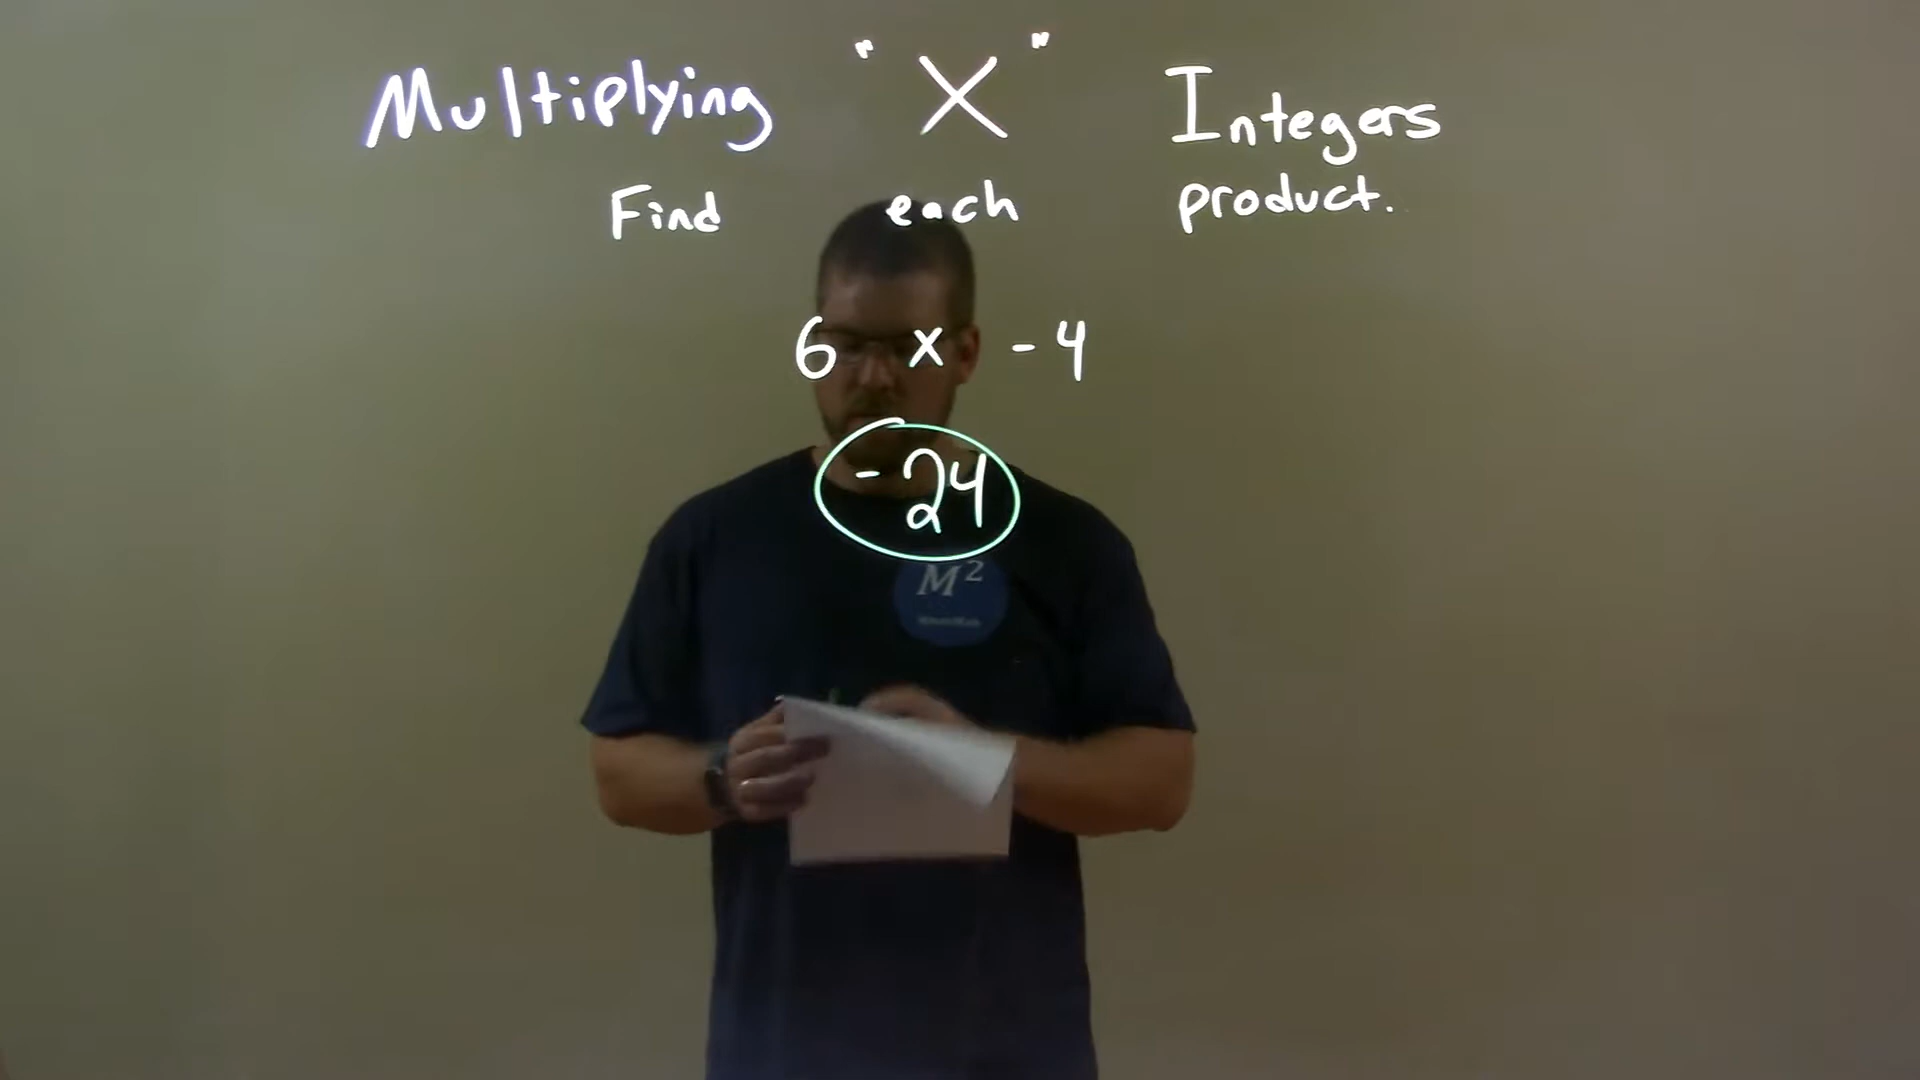 Multiplying "X" Integers
Find each product.
6 x -4
-24
M²